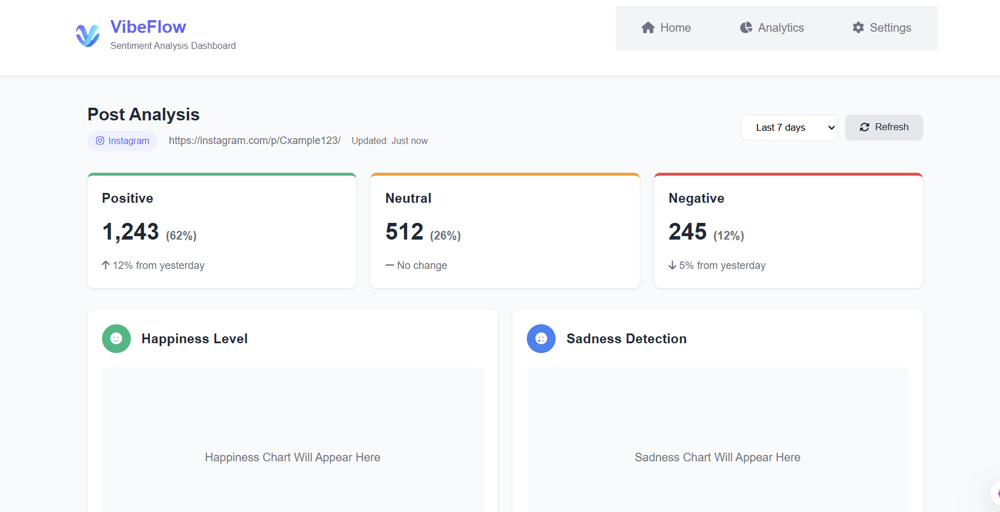 VibeFlow
Sentiment Analysis Dashboard
Home Analytics Settings
Post Analysis
Instagram https://instagram.com/p/Cxample123/ Updated: Just now
Last 7 days Refresh
Positive
1,243 (62%)
12% from yesterday
Neutral
512 (26%)
No change
Negative
245 (12%)
5% from yesterday
Happiness Level
Happiness Chart Will Appear Here
Sadness Detection
Sadness Chart Will Appear Here